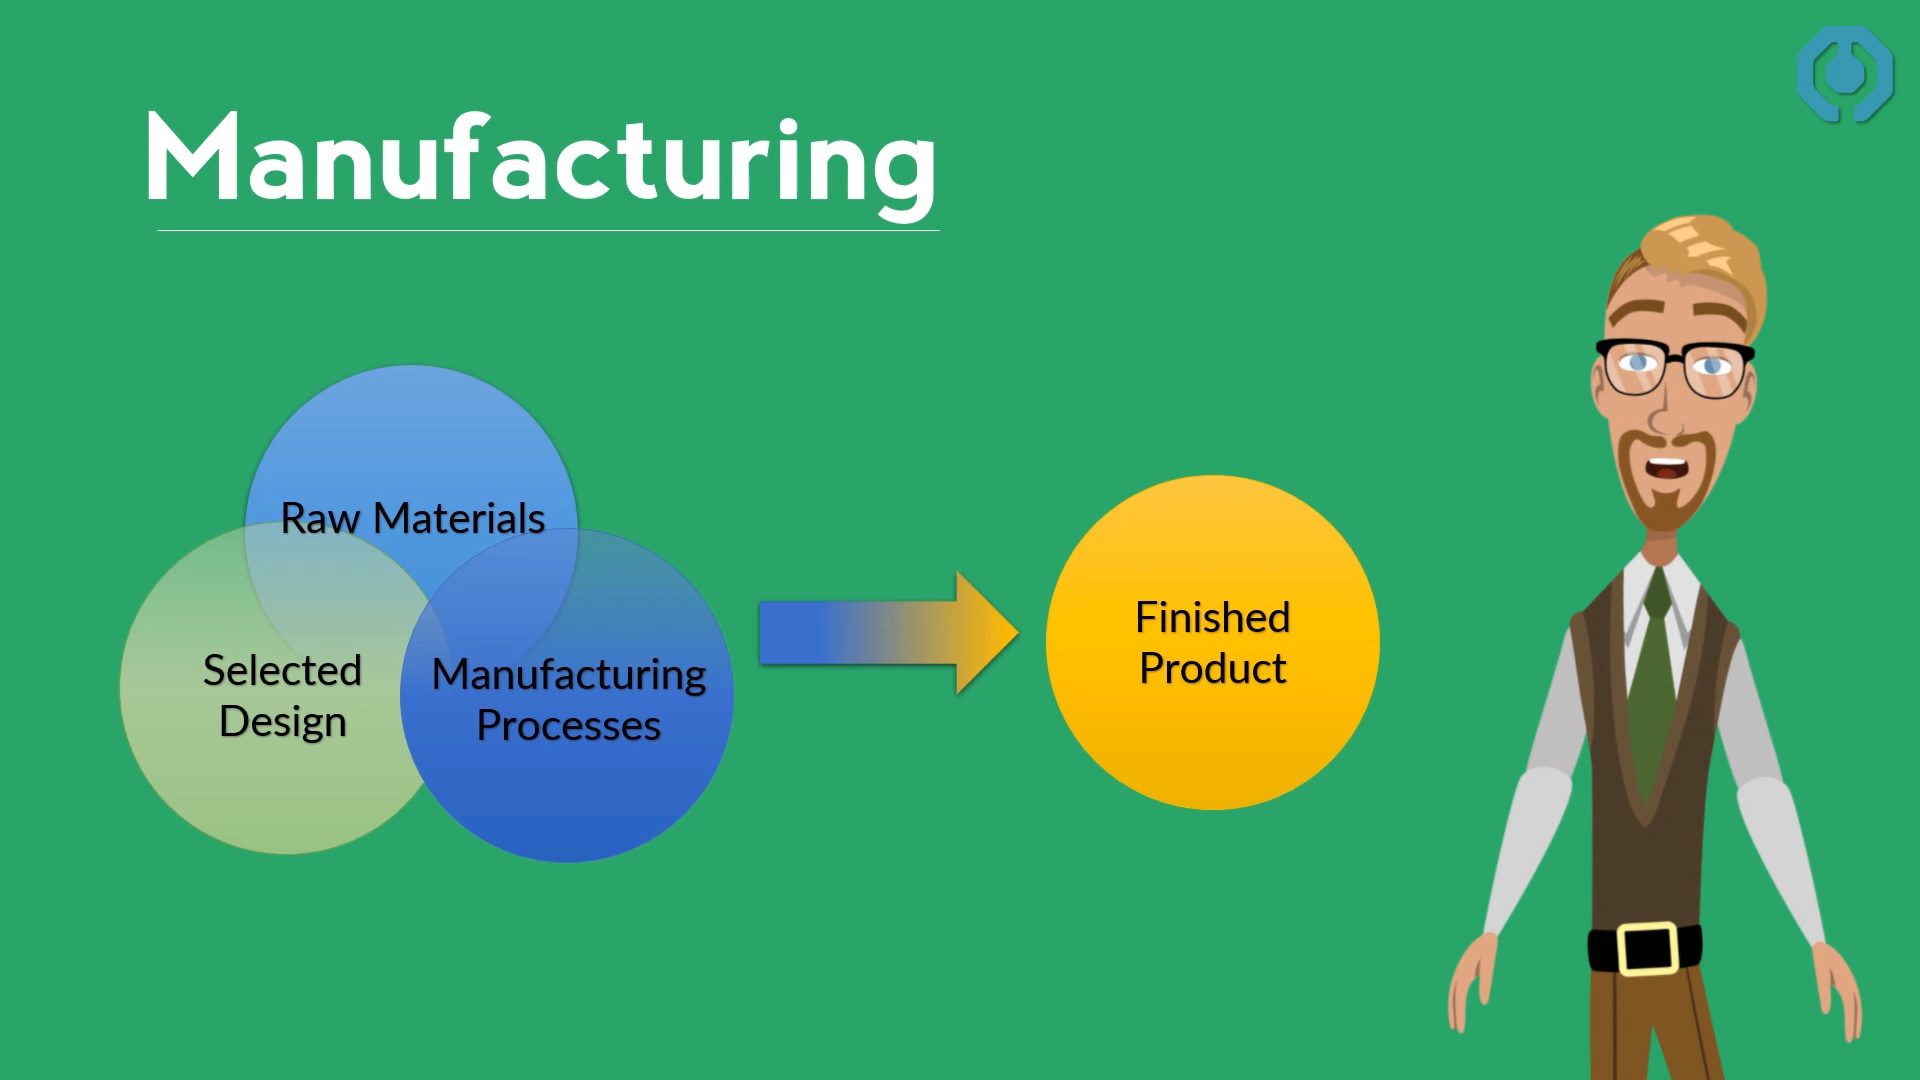 Manufacturing
Raw Materials
Selected
Design
Manufacturing
Processes
Finished
Product